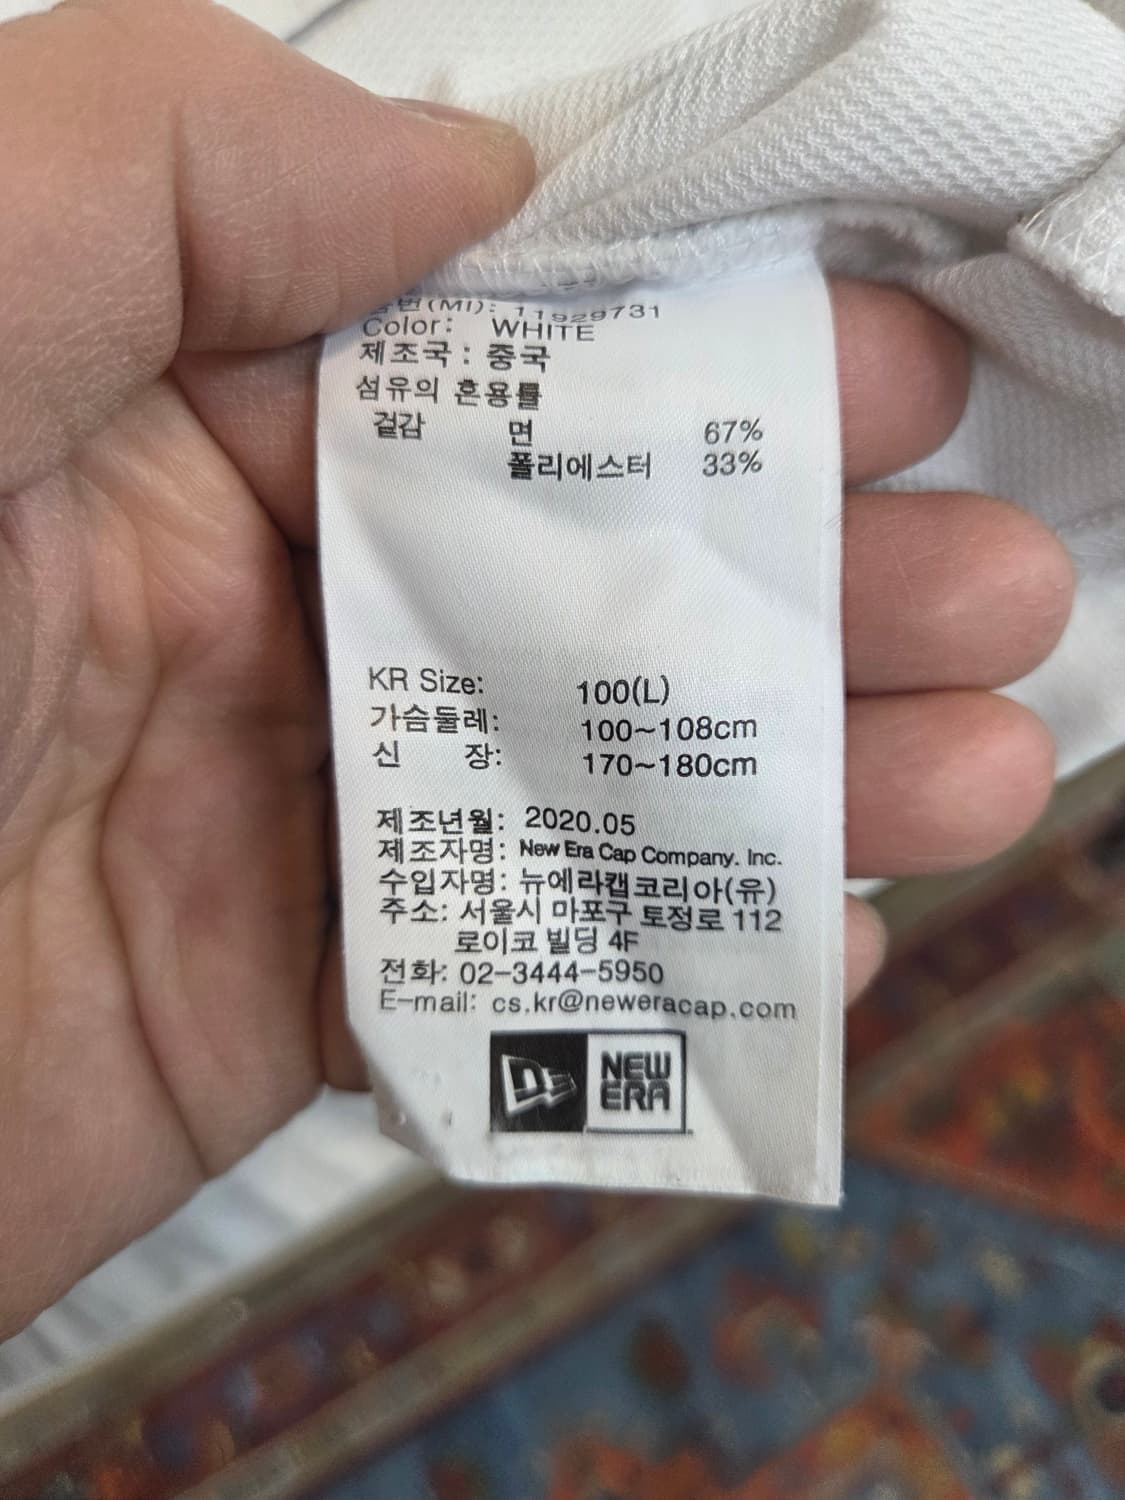 품번(MI): 11929731
Color: WHITE
제조국 : 중국
섬유의 혼용률
겉감 면 67%
폴리에스터 33%
KR Size: 100(L)
가슴둘레: 100~108cm
신 장: 170~180cm
제조년월: 2020.05
제조자명: New Era Cap Company. Inc.
수입자명: 뉴에라캡코리아(유)
주소: 서울시 마포구 토정로 112
로이코 빌딩 4F
전화: 02-3444-5950
E-mail: cs.kr@neweracap.com
NEW
ERA